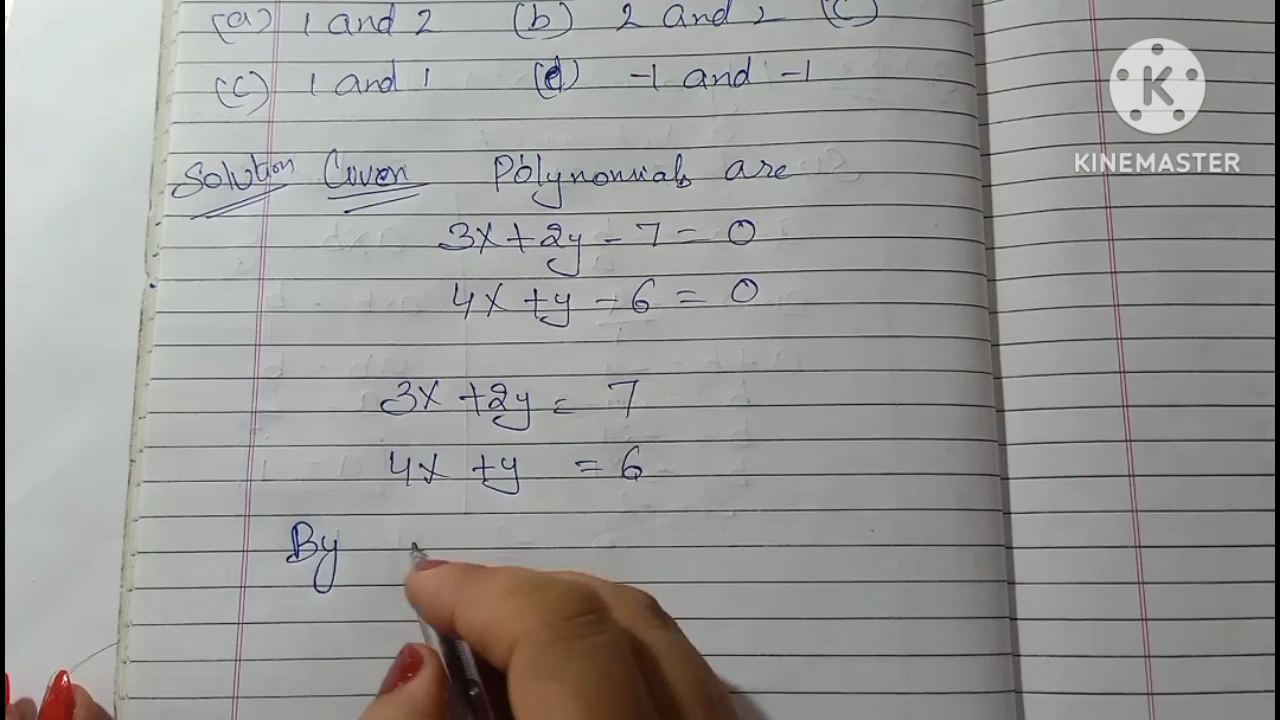 (a) 1 and 2 (b) 2 and 2 (c)
(c) 1 and 1 (d) -1 and -1
K
KINEMASTER
Solution Given Polynomials are
3x + 2y - 7 = 0
4x + y - 6 = 0
3x + 2y = 7
4x + y = 6
By